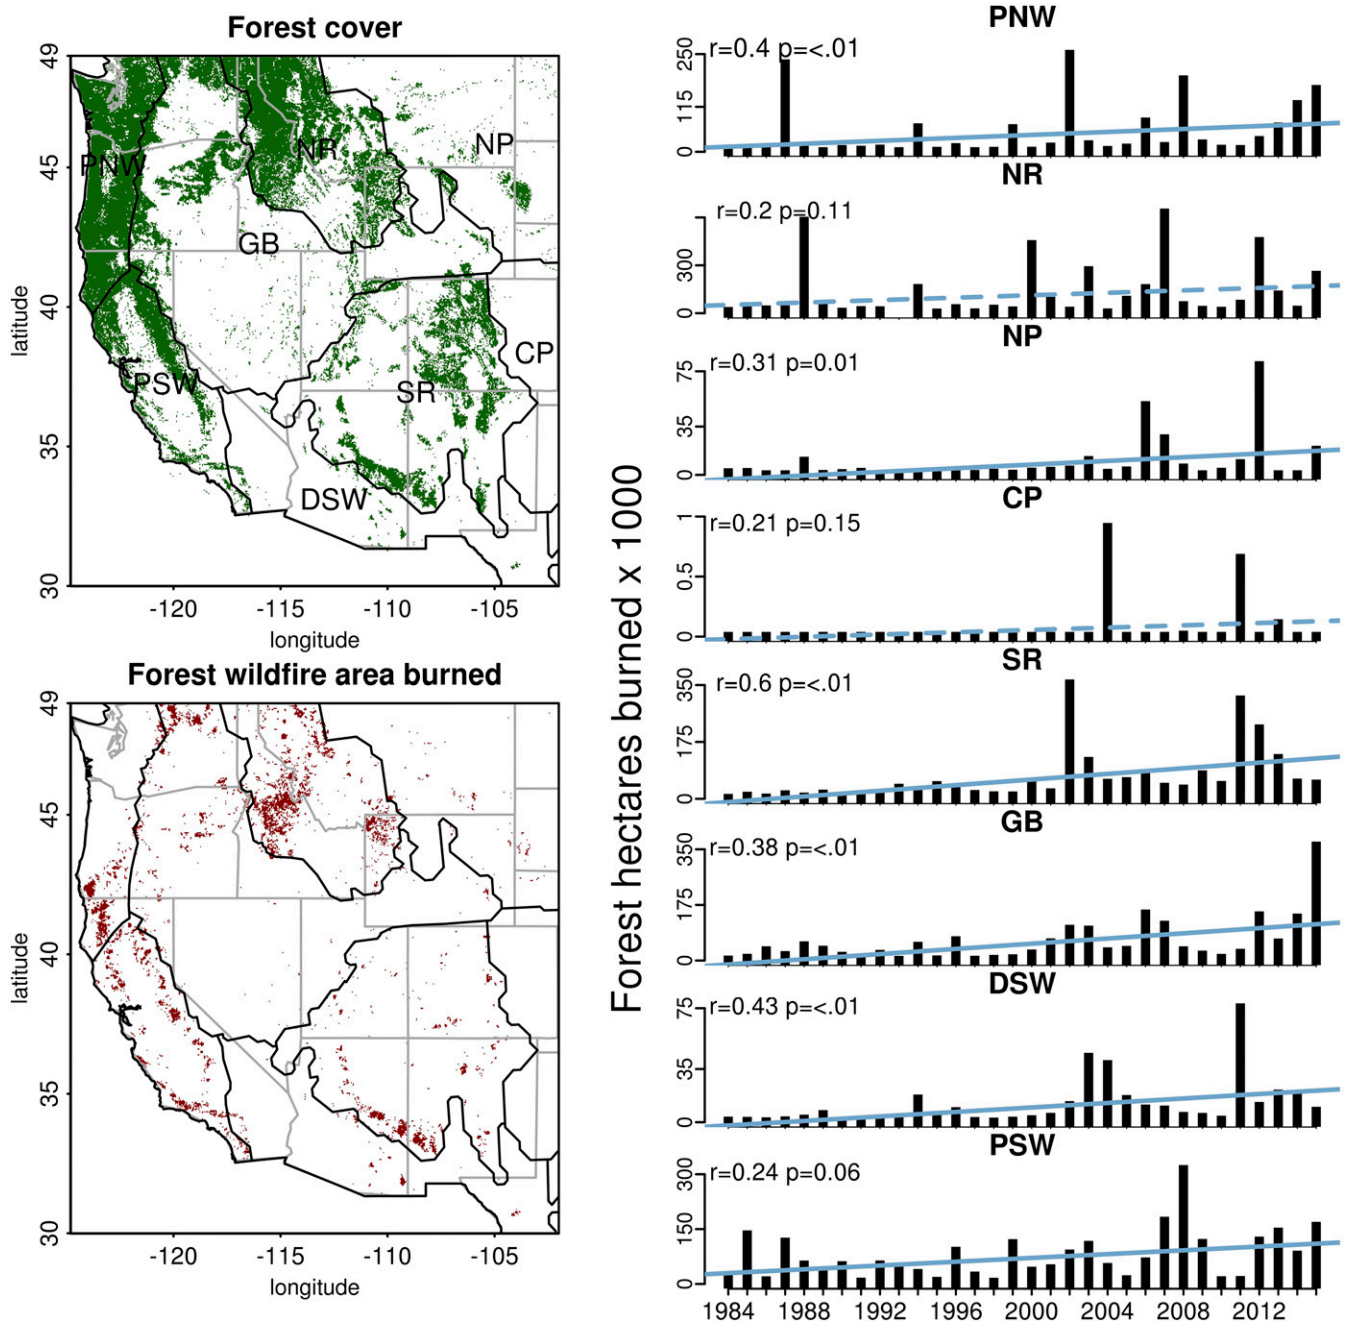 Forest cover
49
45
40
35
30
latitude
PNW
NR
NP
GB
PSW
SR
CP
DSW
-120 -115 -110 -105
longitude
Forest wildfire area burned
49
45
40
35
30
latitude
-120 -115 -110 -105
longitude
Forest hectares burned x 1000
PNW
r=0.4 p=<.01
250
115
0
NR
r=0.2 p=0.11
300
0
NP
r=0.31 p=0.01
75
35
0
CP
r=0.21 p=0.15
1
0.5
0
SR
r=0.6 p=<.01
350
175
0
GB
r=0.38 p=<.01
350
175
0
DSW
r=0.43 p=<.01
75
35
0
PSW
r=0.24 p=0.06
300
150
0
1984 1988 1992 1996 2000 2004 2008 2012